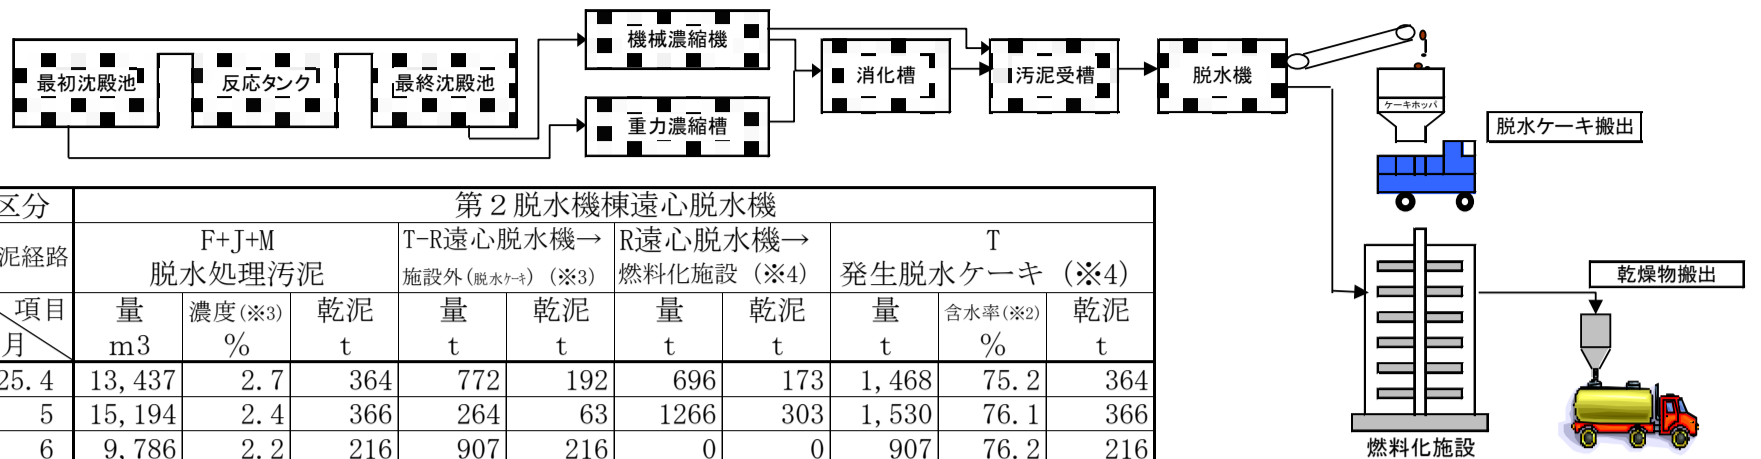 機械濃縮機
最初沈殿池 反応タンク 最終沈殿池 消化槽 汚泥受槽 脱水機
ケーキホッパ
重力濃縮槽
脱水ケーキ搬出
区分 第２脱水機棟遠心脱水機
泥経路 F+J+M T-R遠心脱水機→ R遠心脱水機→ T
脱水処理汚泥 施設外(脱水ケーキ) (※3) 燃料化施設 (※4) 発生脱水ケーキ (※4)
乾燥物搬出
項目 量 濃度(※3) 乾泥 量 乾泥 量 乾泥 量 含水率(※2) 乾泥
月 m3 % t t t t t t % t
25.4 13,437 2.7 364 772 192 696 173 1,468 75.2 364
5 15,194 2.4 366 264 63 1266 303 1,530 76.1 366
6 9,786 2.2 216 907 216 0 0 907 76.2 216
燃料化施設